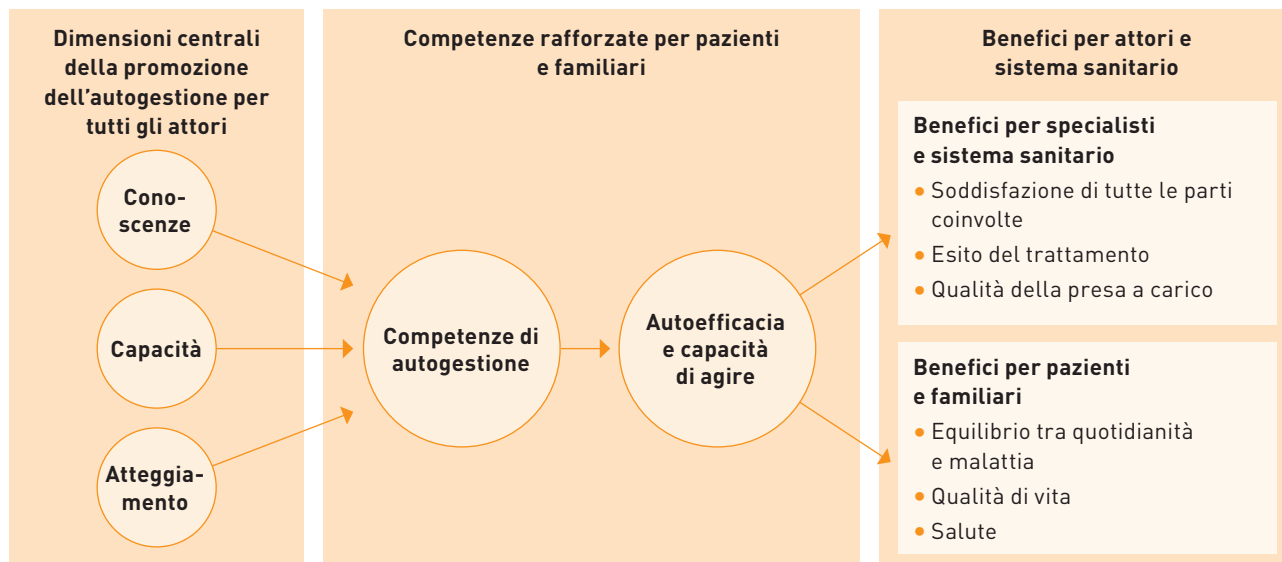 Dimensioni centrali
della promozione
dell'autogestione per
tutti gli attori
Cono-
scenze
Capacità
Atteggia-
mento
Competenze rafforzate per pazienti
e familiari
Competenze di
autogestione
Autoefficacia
e capacità
di agire
Benefici per attori e
sistema sanitario
Benefici per specialisti
e sistema sanitario
• Soddisfazione di tutte le parti
coinvolte
• Esito del trattamento
• Qualità della presa a carico
Benefici per pazienti
e familiari
• Equilibrio tra quotidianità
e malattia
• Qualità di vita
• Salute